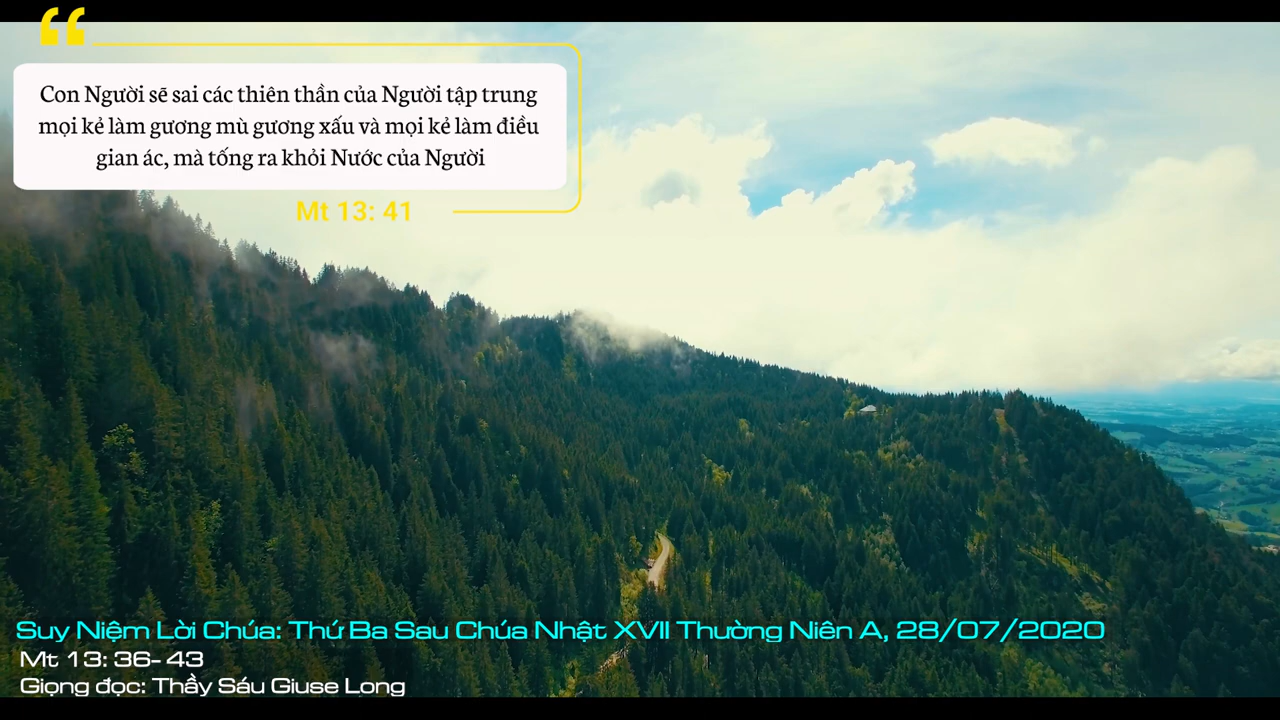 Con Người sẽ sai các thiên thần của Người tập trung
mọi kẻ làm gương mù gương xấu và mọi kẻ làm điều
gian ác, mà tống ra khỏi Nước của Người
Mt 13: 41
Suy Niệm Lời Chúa: Thứ Ba Sau Chúa Nhật XVII Thường Niên A, 28/07/2020
Mt 13: 36- 43
Giọng đọc: Thầy Sáu Giuse Long